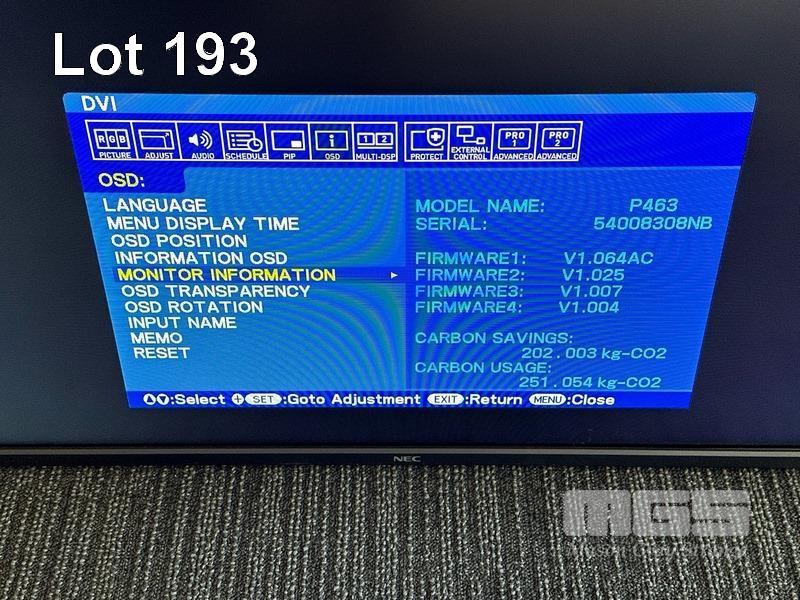 Lot 193
DVI
RGB 1 2 PRO 1 PRO 2
PICTURE ADJUST AUDIO SCHEDULE PIP OSD MULTI-DSP PROTECT EXTERNAL CONTROL ADVANCED ADVANCED
OSD:
LANGUAGE MODEL NAME: P463
MENU DISPLAY TIME SERIAL: 54008308NB
OSD POSITION
INFORMATION OSD FIRMWARE1: V1.064AC
MONITOR INFORMATION FIRMWARE2: V1.025
OSD TRANSPARENCY FIRMWARE3: V1.007
OSD ROTATION FIRMWARE4: V1.004
INPUT NAME
MEMO CARBON SAVINGS:
RESET 202.003 kg-CO2
CARBON USAGE:
251.054 kg-CO2
:Select SET :Goto Adjustment EXIT :Return MENU :Close
NEC
MGS